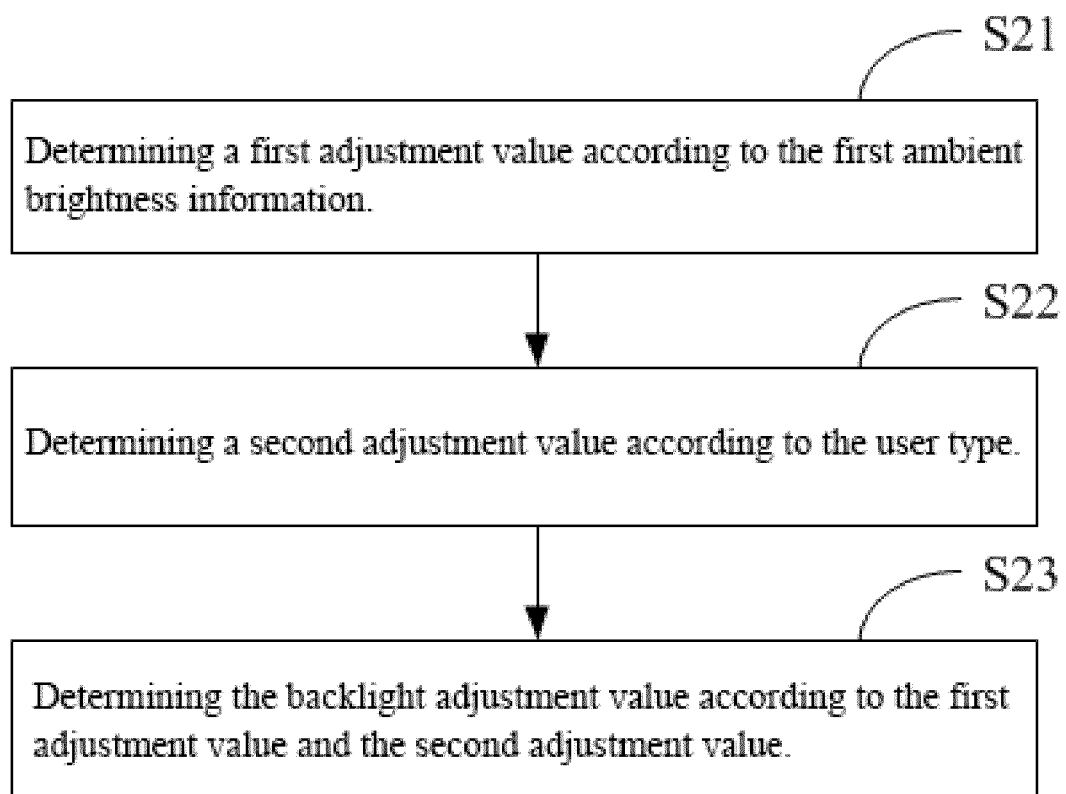 S21
Determining a first adjustment value according to the first ambient
brightness information.
S22
Determining a second adjustment value according to the user type.
S23
Determining the backlight adjustment value according to the first
adjustment value and the second adjustment value.